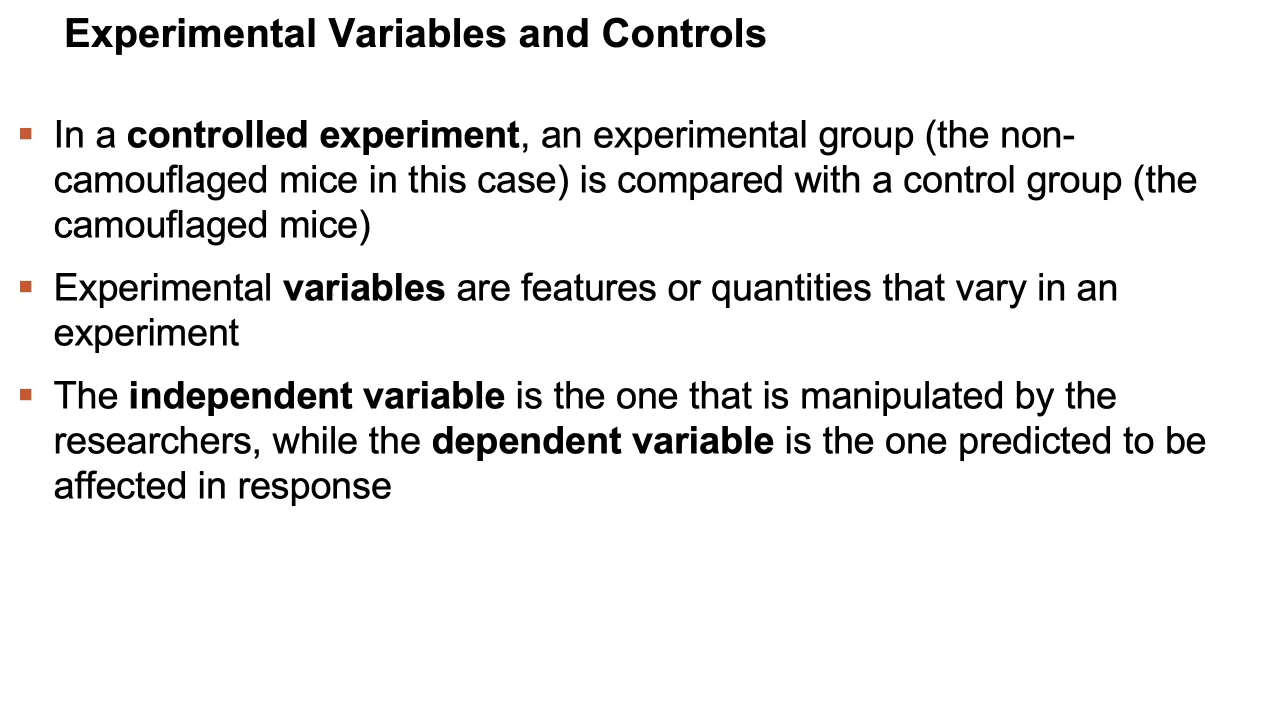 Experimental Variables and Controls
▪ In a controlled experiment, an experimental group (the non-
camouflaged mice in this case) is compared with a control group (the
camouflaged mice)
▪ Experimental variables are features or quantities that vary in an
experiment
▪ The independent variable is the one that is manipulated by the
researchers, while the dependent variable is the one predicted to be
affected in response